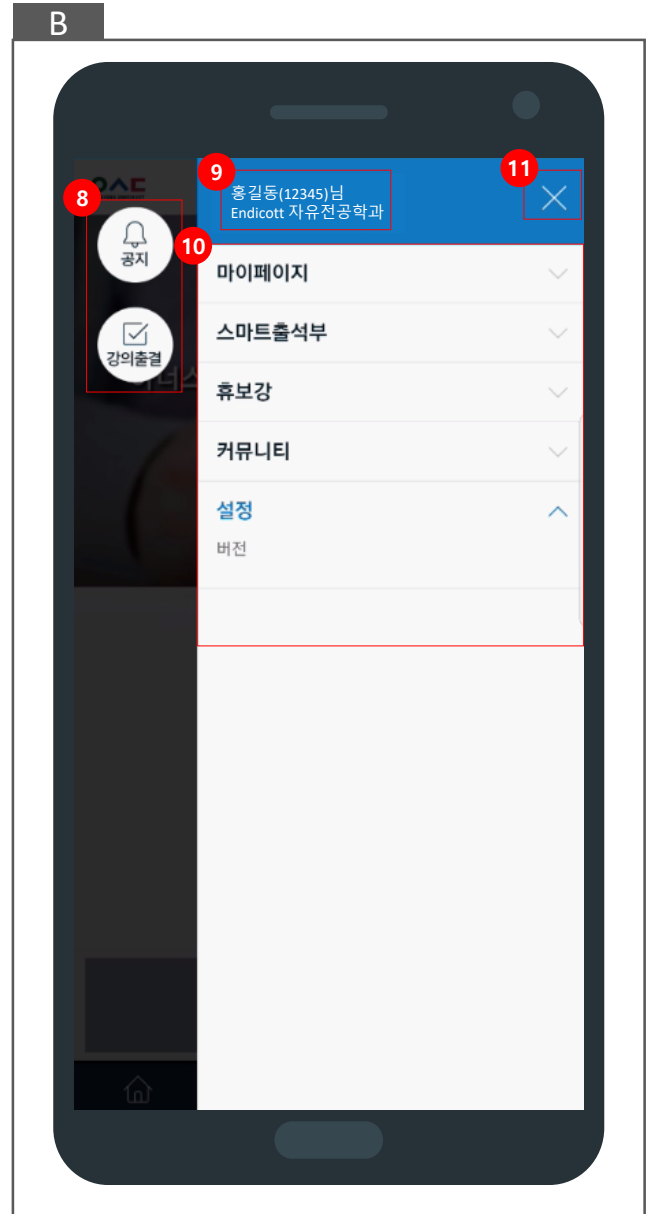 B
8
9
홍길동(12345)님
Endicott 자유전공학과
11
공지
10
강의출결
마이페이지
스마트출석부
휴보강
커뮤니티
설정
버전